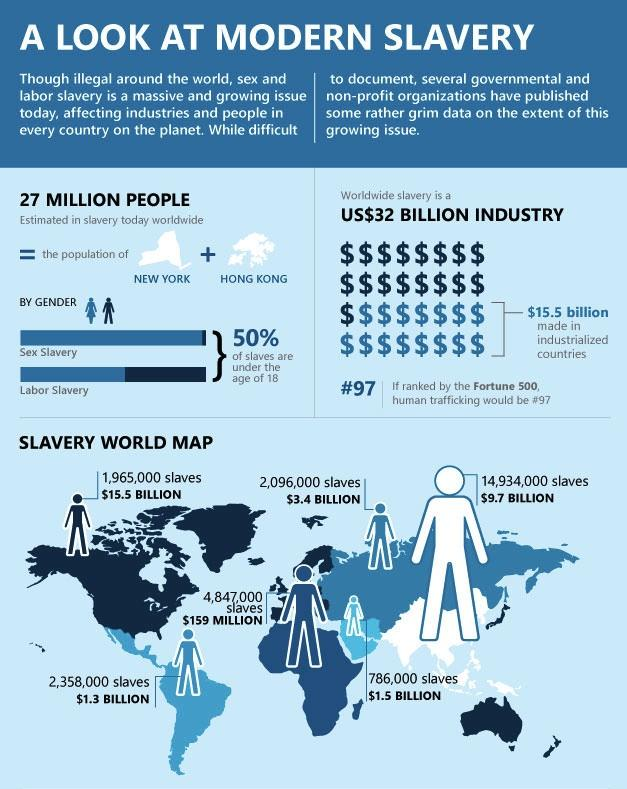 A LOOK AT MODERN SLAVERY
Though illegal around the world, sex and
labor slavery is a massive and growing issue
today, affecting industries and people in
every country on the planet. While difficult
to document, several governmental and
non-profit organizations have published
some rather grim data on the extent of this
growing issue.
27 MILLION PEOPLE
Estimated in slavery today worldwide
= the population of
+
NEW YORK
HONG KONG
BY GENDER
Sex Slavery
Labor Slavery
}
50%
of slaves are
under the
age of 18
Worldwide slavery is a
US$32 BILLION INDUSTRY
$$$$$$$$
$$$$$$$$
$$$$$$$$
$$$$$$$$
$15.5 billion
made in
industrialized
countries
#97
If ranked by the Fortune 500,
human trafficking would be #97
SLAVERY WORLD MAP
1,965,000 slaves
$15.5 BILLION
2,096,000 slaves
$3.4 BILLION
14,934,000 slaves
$9.7 BILLION
4,847,000
slaves
$159 MILLION
2,358,000 slaves
$1.3 BILLION
786,000 slaves
$1.5 BILLION